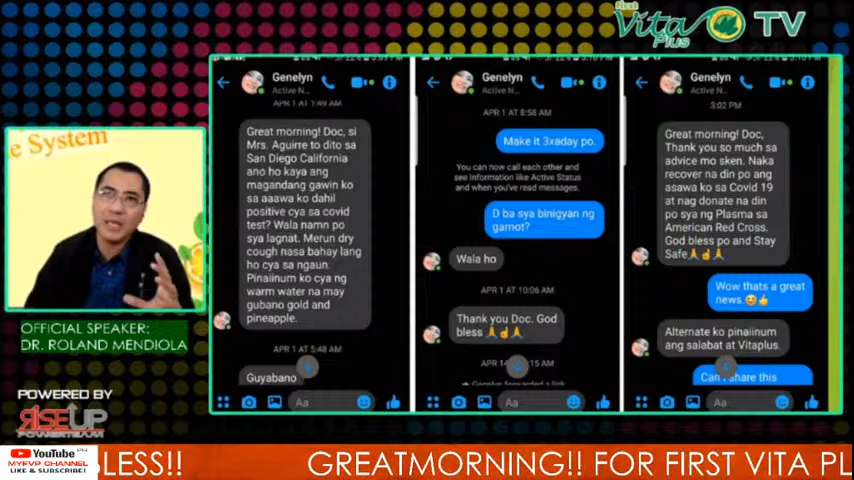 first
Vita
Plus
TV
e System
OFFICIAL SPEAKER:
DR. ROLAND MENDIOLA
POWERED BY
RISEUP
POWERTEAM
Genelyn
Active N...
APR 1 AT 1:49 AM
Great morning! Doc, si
Mrs. Aguirre to dito sa
San Diego California
ano ho kaya ang
magandang gawin ko
sa aaawa ko dahil
positive cya sa covid
test? Wala namn po
sya lagnat. Merun dry
cough nasa bahay lang
ho cya sa ngaun.
Pinaiinum ko cya ng
warm water na may
gubano gold and
pineapple.
APR 1 AT 5:48 AM
Guyabano
Aa
Genelyn
Active N...
APR 1 AT 8:58 AM
Make it 3xaday po.
You can now call each other and
see information like Active Status
and when you've read messages.
D ba sya binigyan ng
gamot?
Wala ho
APR 1 AT 10:06 AM
Thank you Doc. God
bless 🙏☝🙏
Genelyn forwarded a link
Aa
Genelyn
Active N...
3:02 PM
Great morning! Doc,
Thank you so much sa
advice mo sken. Naka
recover na din po ang
asawa ko sa Covid 19
at nag donate na din
po sya ng Plasma sa
American Red Cross.
God bless po and Stay
Safe🙏☝🙏
Wow thats a great
news.😊👍
Alternate ko pinaiinum
ang salabat at Vitaplus.
Can I share this
Aa
YouTube PH
MYFVP CHANNEL
LIKE & SUBSCRIBE!
BLESS!! GREATMORNING!! FOR FIRST VITA PL